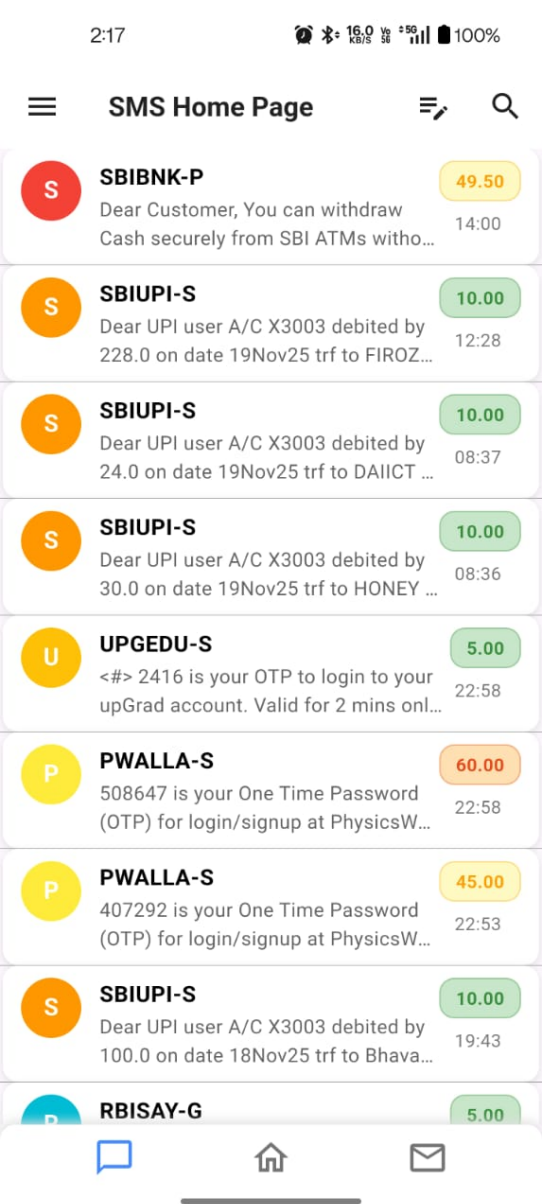 2:17
16.0 KB/S Vo 5G 5G 100%
SMS Home Page
S
SBIBNK-P
49.50
Dear Customer, You can withdraw
Cash securely from SBI ATMs witho...
14:00
S
SBIUPI-S
10.00
Dear UPI user A/C X3003 debited by
228.0 on date 19Nov25 trf to FIROZ...
12:28
S
SBIUPI-S
10.00
Dear UPI user A/C X3003 debited by
24.0 on date 19Nov25 trf to DAIICT ...
08:37
S
SBIUPI-S
10.00
Dear UPI user A/C X3003 debited by
30.0 on date 19Nov25 trf to HONEY ...
08:36
U
UPGEDU-S
5.00
<#> 2416 is your OTP to login to your
upGrad account. Valid for 2 mins onl...
22:58
P
PWALLA-S
60.00
508647 is your One Time Password
(OTP) for login/signup at PhysicsW...
22:58
P
PWALLA-S
45.00
407292 is your One Time Password
(OTP) for login/signup at PhysicsW...
22:53
S
SBIUPI-S
10.00
Dear UPI user A/C X3003 debited by
100.0 on date 18Nov25 trf to Bhava...
19:43
R
RBISAY-G
5.00